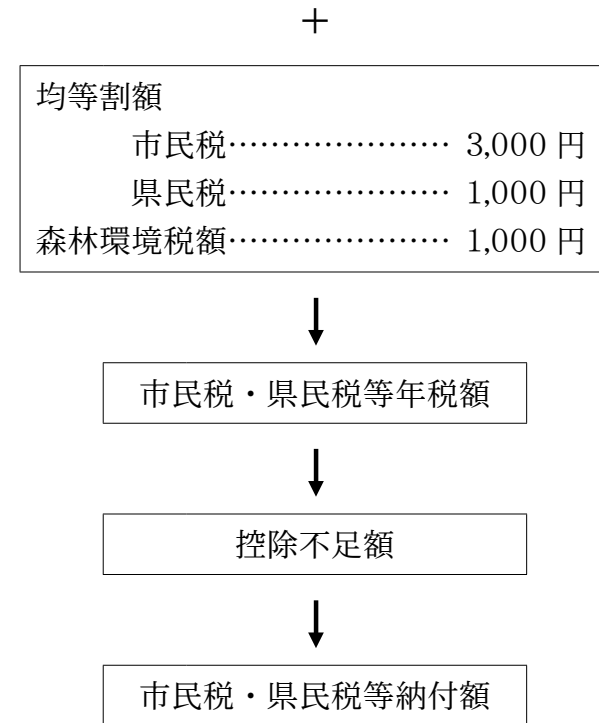 ＋
均等割額
市民税………………… 3,000 円
県民税………………… 1,000 円
森林環境税額………………… 1,000 円
市民税・県民税等年税額
控除不足額
市民税・県民税等納付額